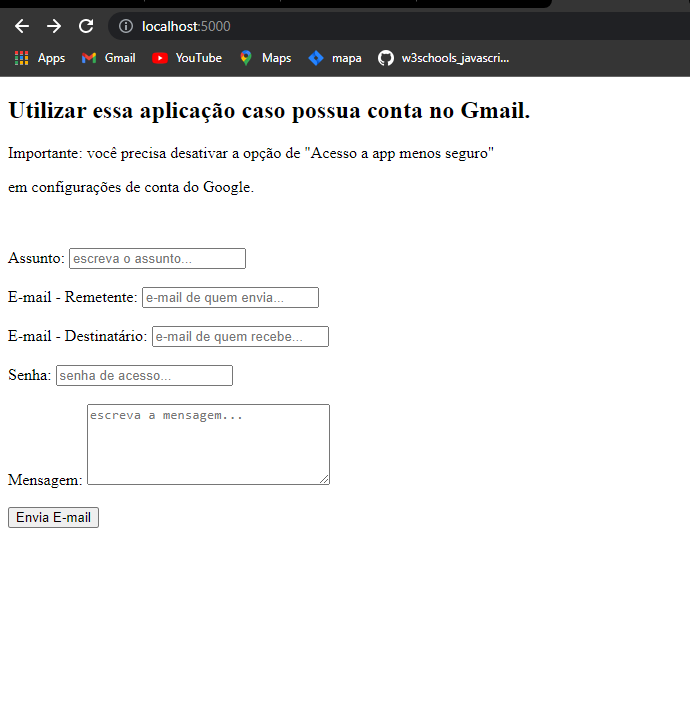 localhost:5000
Apps Gmail YouTube Maps mapa w3schools_javascri...
Utilizar essa aplicação caso possua conta no Gmail.
Importante: você precisa desativar a opção de "Acesso a app menos seguro"
em configurações de conta do Google.
Assunto: escreva o assunto...
E-mail - Remetente: e-mail de quem envia...
E-mail - Destinatário: e-mail de quem recebe...
Senha: senha de acesso...
escreva a mensagem...
Mensagem:
Envia E-mail